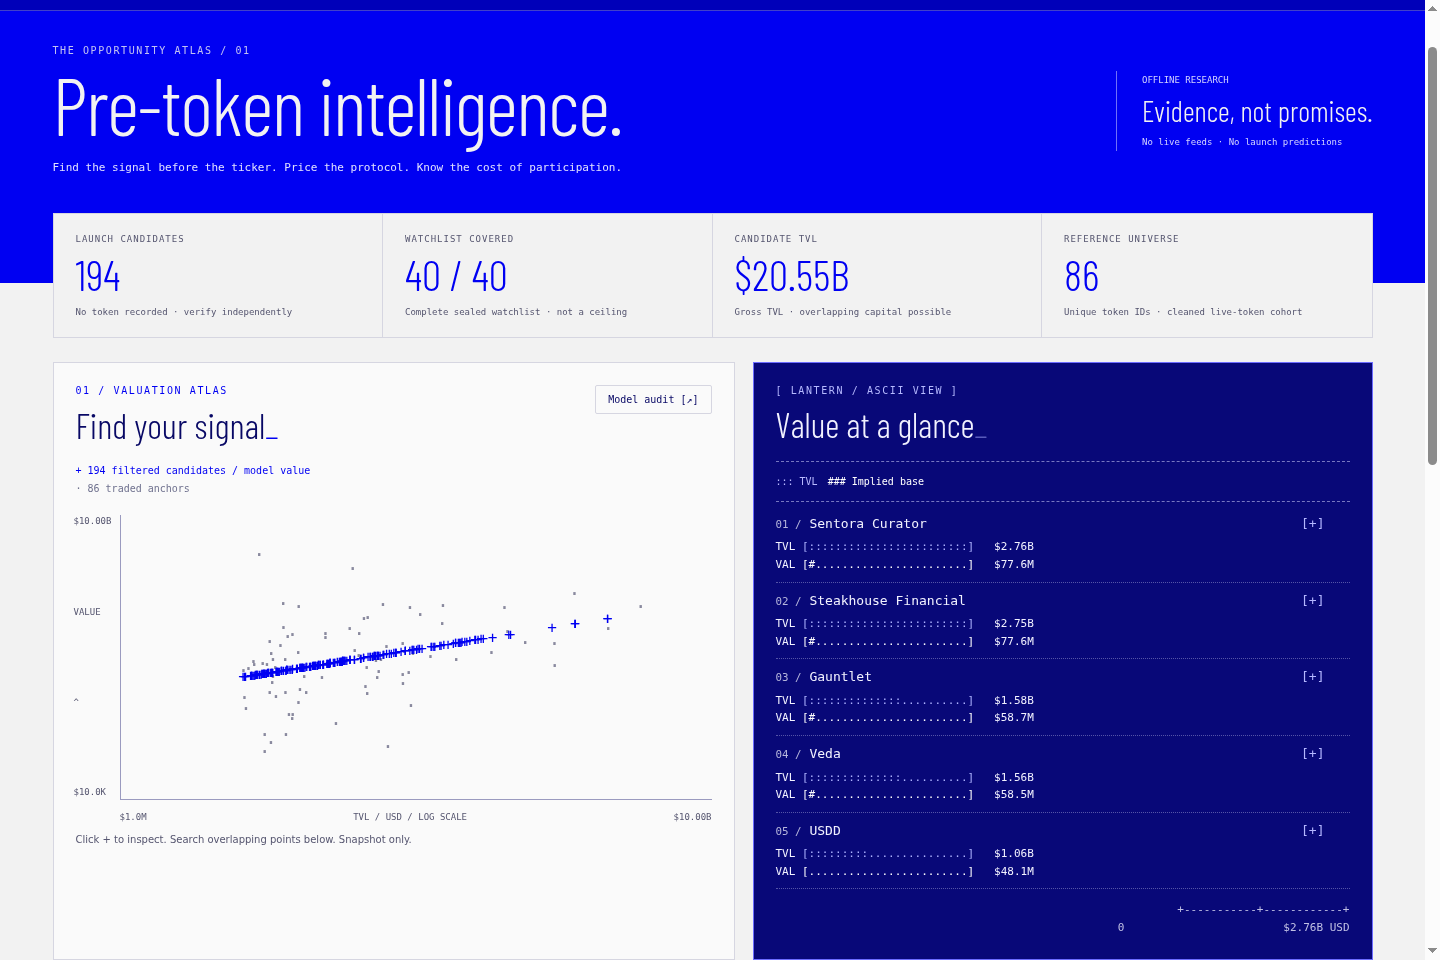 THE OPPORTUNITY ATLAS / 01
Pre-token intelligence.
Find the signal before the ticker. Price the protocol. Know the cost of participation.
OFFLINE RESEARCH
Evidence, not promises.
No live feeds · No launch predictions
LAUNCH CANDIDATES
194
No token recorded · verify independently
WATCHLIST COVERED
40 / 40
Complete sealed watchlist · not a ceiling
CANDIDATE TVL
$20.55B
Gross TVL · overlapping capital possible
REFERENCE UNIVERSE
86
Unique token IDs · cleaned live-token cohort
01 / VALUATION ATLAS
Find your signal_
Model audit [↗]
+ 194 filtered candidates / model value
· 86 traded anchors
$10.00B
VALUE
^
$10.0K
$1.0M
TVL / USD / LOG SCALE
$10.00B
Click + to inspect. Search overlapping points below. Snapshot only.
[ LANTERN / ASCII VIEW ]
Value at a glance_
::: TVL ### Implied base
01 / Sentora Curator [+]
TVL [::::::::::::::::::::::::] $2.76B
VAL [#.......................] $77.6M
02 / Steakhouse Financial [+]
TVL [::::::::::::::::::::::::] $2.75B
VAL [#.......................] $77.6M
03 / Gauntlet [+]
TVL [::::::::::::::..........] $1.58B
VAL [#.......................] $58.7M
04 / Veda [+]
TVL [::::::::::::::..........] $1.56B
VAL [#.......................] $58.5M
05 / USDD [+]
TVL [:::::::::...............] $1.06B
VAL [........................] $48.1M
+-----------+------------+
0 $2.76B USD